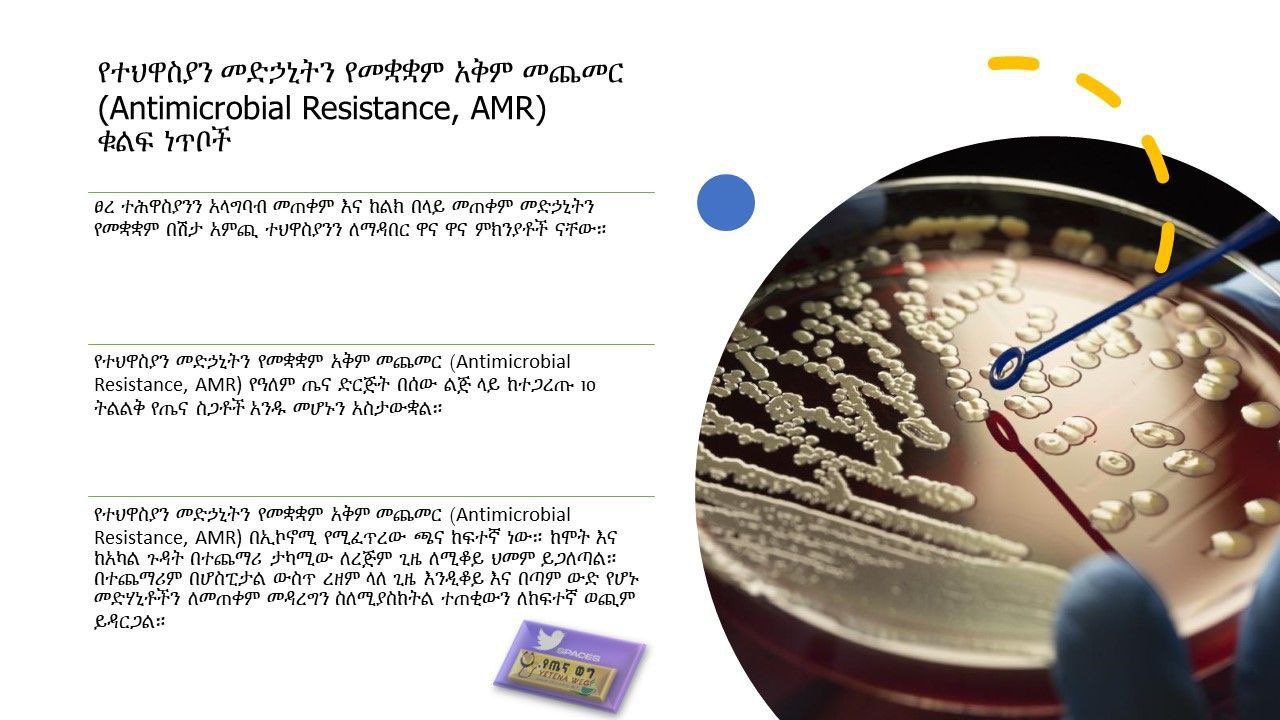 የተህዋስያን መድኃኒትን የመቋቋም አቅም መጨመር
(Antimicrobial Resistance, AMR)
ቁልፍ ነጥቦች
ፀረ ተሕዋስያንን አላግባብ መጠቀም እና ከልክ በላይ መጠቀም መድኃኒትን
የመቋቋም በሽታ አምጪ ተህዋስያንን ለማዳበር ዋና ዋና ምክንያቶች ናቸው።
የተህዋስያን መድኃኒትን የመቋቋም አቅም መጨመር (Antimicrobial
Resistance, AMR) የዓለም ጤና ድርጅት በሰው ልጅ ላይ ከተጋረጡ 10
ትልልቅ የጤና ስጋቶች አንዱ መሆኑን አስታውቋል።
የተህዋስያን መድኃኒትን የመቋቋም አቅም መጨመር (Antimicrobial
Resistance, AMR) በኢኮኖሚ የሚፈጥረው ጫና ከፍተኛ ነው። ከሞት እና
ከአካል ጉዳት በተጨማሪ ታካሚው ለረጅም ጊዜ ለሚቆይ ህመም ይጋለጣል።
በተጨማሪም በሆስፒታል ውስጥ ረዘም ላለ ጊዜ እንዲቆይ እና በጣም ውድ የሆኑ
መድሃኒቶችን ለመጠቀም መዳረግን ስለሚያስከትል ተጠቂውን ለከፍተኛ ወጪም
ይዳርጋል።
SPACES
የጤና ወግ
YETENA WEG